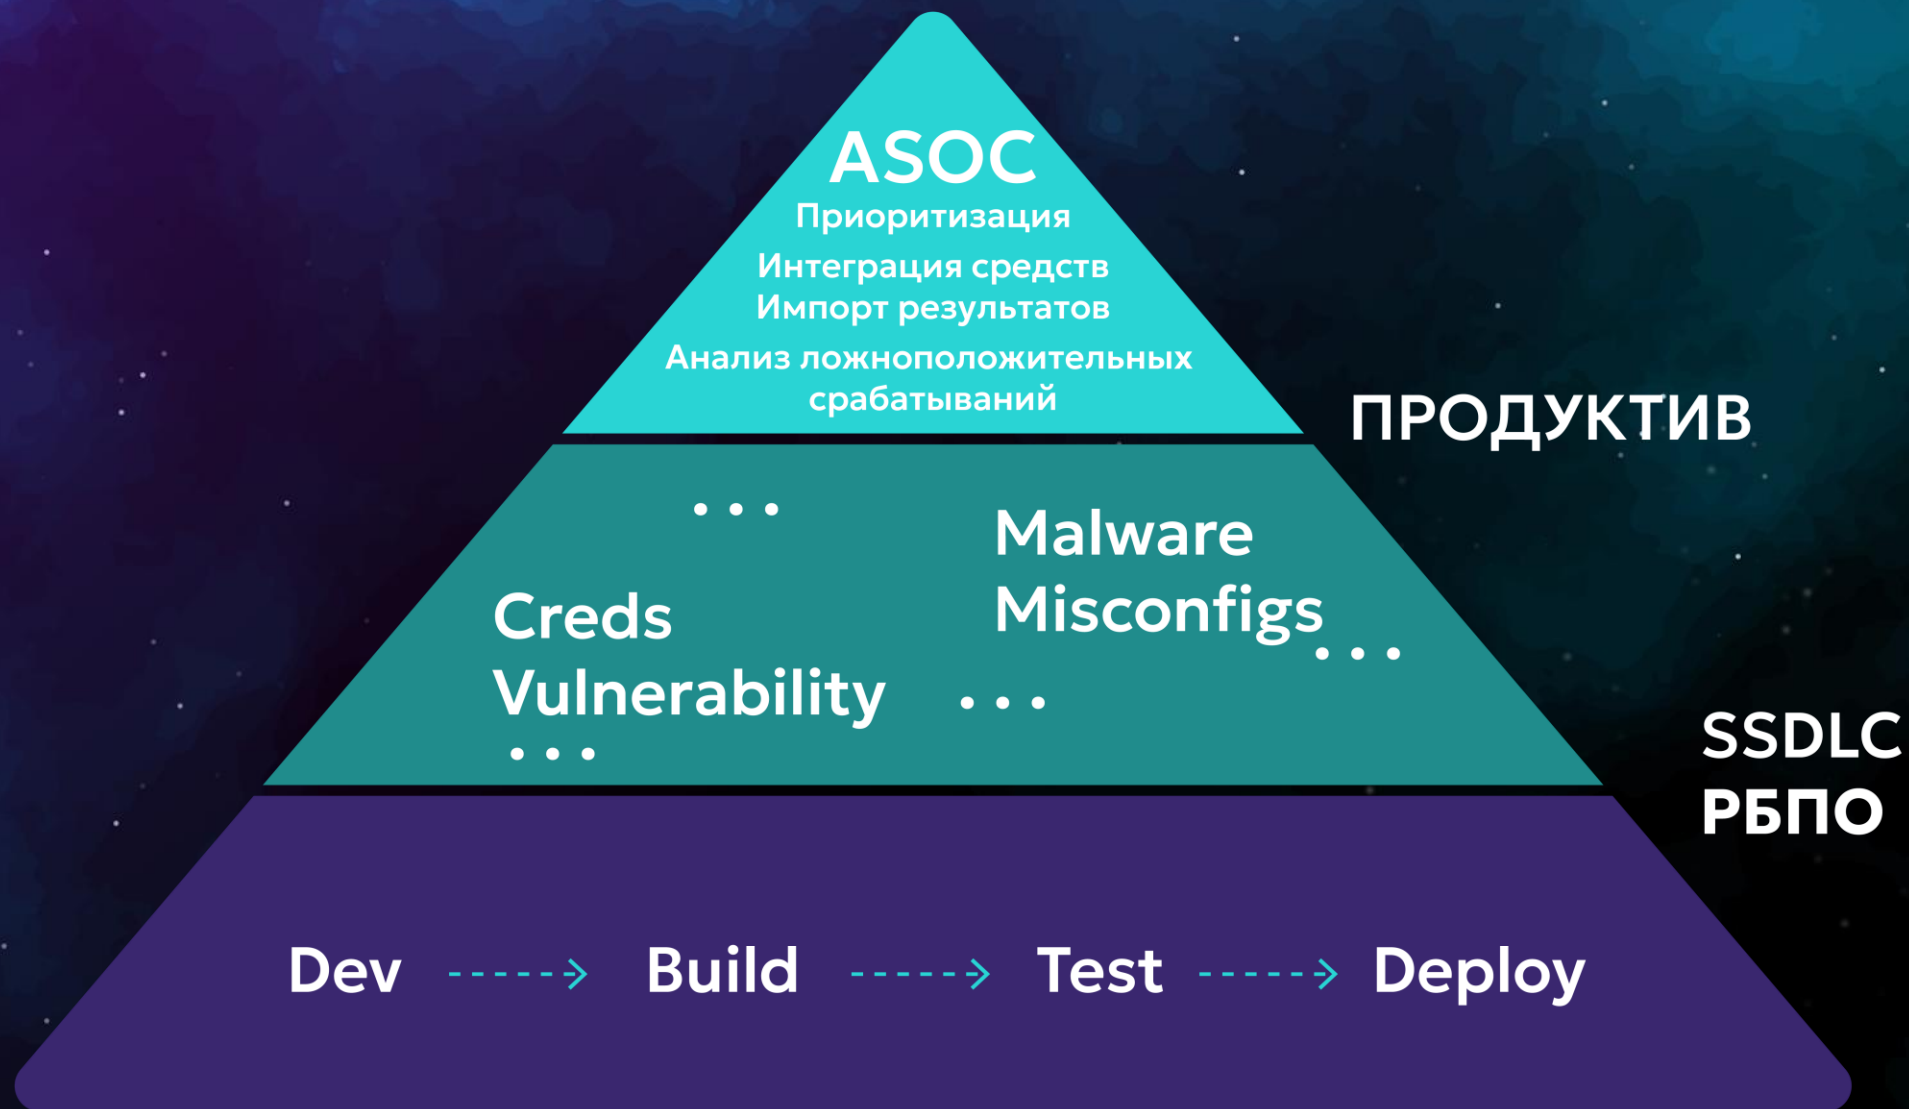 ASOC
Приоритизация
Интеграция средств
Импорт результатов
Анализ ложноположительных
срабатываний
ПРОДУКТИВ
...
Malware
Misconfigs
...
Creds
Vulnerability
...
...
SSDLC
РБПО
Dev Build Test Deploy